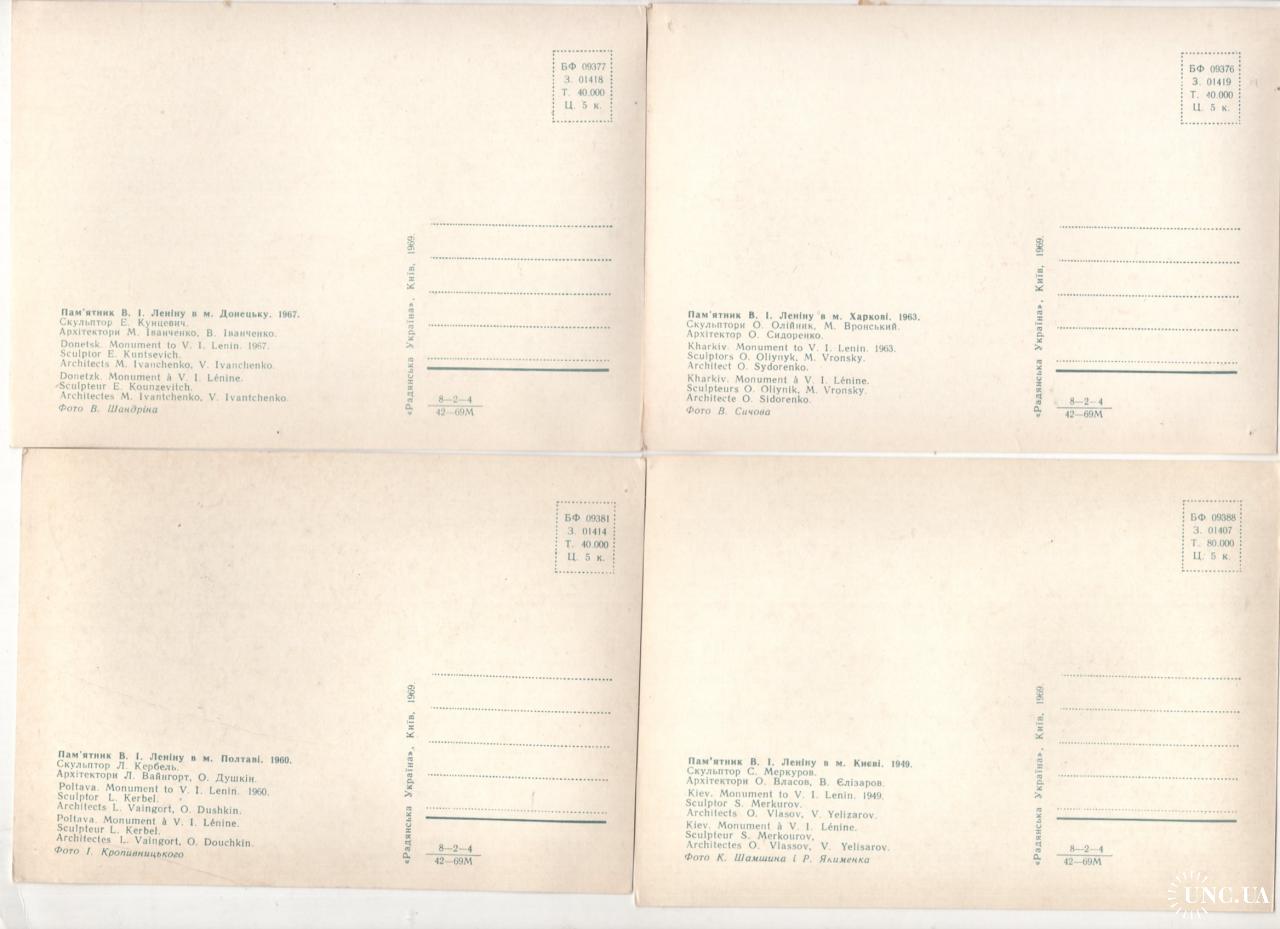 БФ 09377
З. 01418
Т. 40.000
Ц. 5 к.
Пам'ятник В. І. Леніну в м. Донецьку. 1967.
Скульптор Е. Кунцевич.
Архітектори М. Іванченко, В. Іванченко.
Donetsk. Monument to V. I. Lenin. 1967.
Sculptor E. Kuntsevich.
Architects M. Ivanchenko, V. Ivanchenko.
Donetzk. Monument à V. I. Lénine.
Sculpteur E. Kounzevitch.
Architectes M. Ivantchenko, V. Ivantchenko.
Фото В. Шандріна
«Радянська Україна», Київ, 1969.
8—2—4
42—69М
БФ 09376
З. 01419
Т. 40.000
Ц. 5 к.
Пам'ятник В. І. Леніну в м. Харкові. 1963.
Скульптори О. Олійник, М. Вронський.
Архітектор О. Сидоренко.
Kharkiv. Monument to V. I. Lenin. 1963.
Sculptors O. Oliynyk, M. Vronsky.
Architect O. Sydorenko.
Kharkiv. Monument à V. I. Lénine.
Sculpteurs O. Oliynik, M. Vronsky.
Architecte O. Sidorenko.
Фото В. Сичова
«Радянська Україна», Київ, 1969.
8—2—4
42—69М
БФ 09381
З. 01414
Т. 40.000
Ц. 5 к.
Пам'ятник В. І. Леніну в м. Полтаві. 1960.
Скульптор Л. Кербель.
Архітектори Л. Вайнгорт, О. Душкін.
Poltava. Monument to V. I. Lenin. 1960.
Sculptor L. Kerbel.
Architects L. Vaingort, O. Dushkin.
Poltava. Monument à V. I. Lénine.
Sculpteur L. Kerbel.
Architectes L. Vaingort, O. Douchkin.
Фото І. Кропивницького
«Радянська Україна», Київ, 1969.
8—2—4
42—69М
БФ 09388
З. 01407
Т. 80.000
Ц. 5 к.
Пам'ятник В. І. Леніну в м. Києві. 1949.
Скульптор С. Меркуров.
Архітектори О. Власов, В. Єлізаров.
Kiev. Monument to V. I. Lenin. 1949.
Sculptor S. Merkurov.
Architects O. Vlasov, V. Yelizarov.
Kiev. Monument à V. I. Lénine.
Sculpteur S. Merkourov,
Architectes O. Vlassov, V. Yelisarov.
Фото К. Шамшина і Р. Якименка
«Радянська Україна», Київ, 1969.
8—2—4
42—69М
UNC.UA